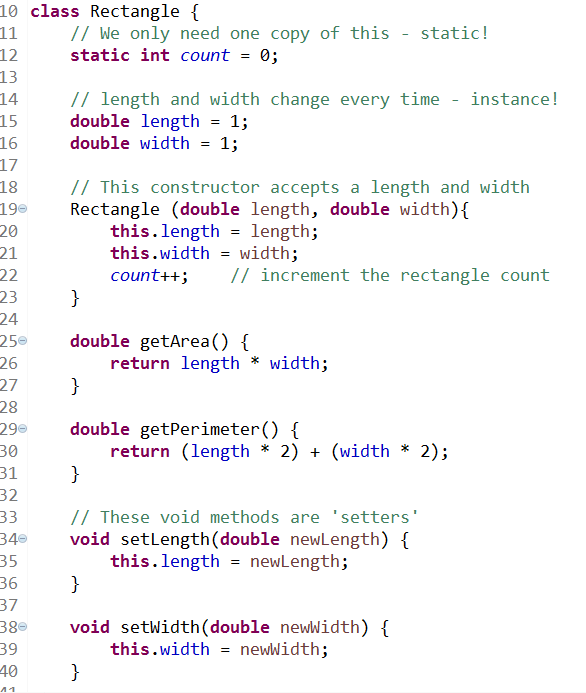 10 class Rectangle {
11     // We only need one copy of this - static!
12     static int count = 0;
13
14     // length and width change every time - instance!
15     double length = 1;
16     double width = 1;
17
18     // This constructor accepts a length and width
19     Rectangle (double length, double width){
20         this.length = length;
21         this.width = width;
22         count++;    // increment the rectangle count
23     }
24
25     double getArea() {
26         return length * width;
27     }
28
29     double getPerimeter() {
30         return (length * 2) + (width * 2);
31     }
32
33     // These void methods are 'setters'
34     void setLength(double newLength) {
35         this.length = newLength;
36     }
37
38     void setWidth(double newWidth) {
39         this.width = newWidth;
40     }